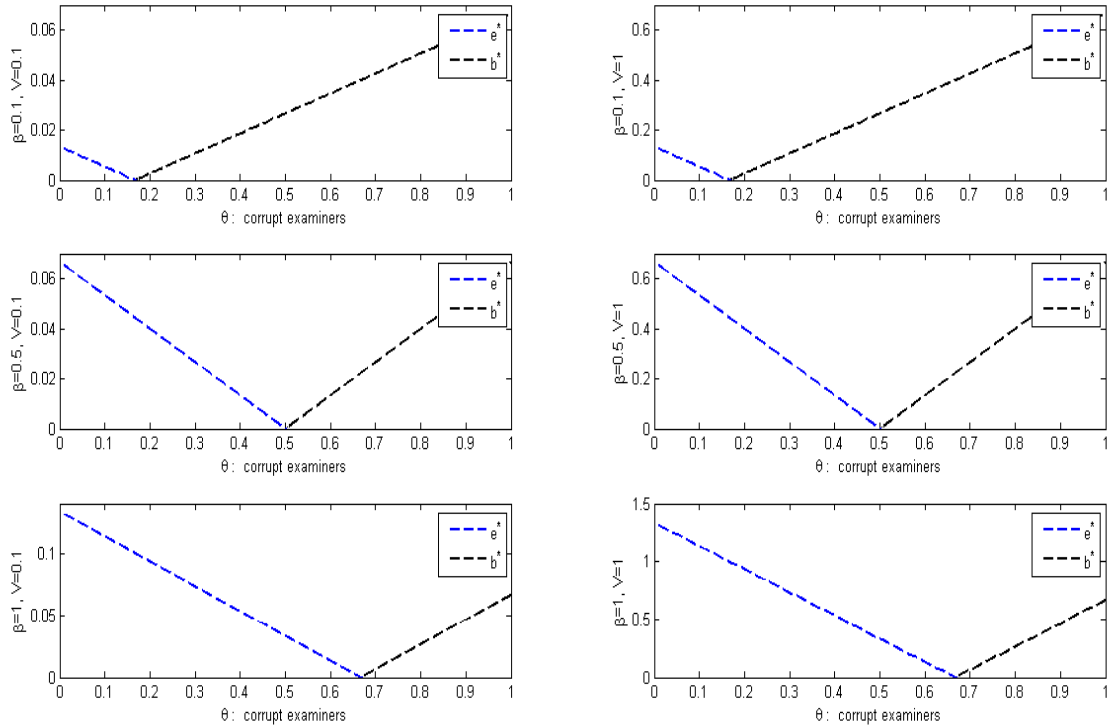 β=0.1, V=0.1
0.06
0.04
0.02
0
0 0.1 0.2 0.3 0.4 0.5 0.6 0.7 0.8 0.9 1
θ: corrupt examiners
e*
b*
β=0.1, V=1
0.6
0.4
0.2
0
0 0.1 0.2 0.3 0.4 0.5 0.6 0.7 0.8 0.9 1
θ: corrupt examiners
e*
b*
β=0.5, V=0.1
0.06
0.04
0.02
0
0 0.1 0.2 0.3 0.4 0.5 0.6 0.7 0.8 0.9 1
θ: corrupt examiners
e*
b*
β=0.5, V=1
0.6
0.4
0.2
0
0 0.1 0.2 0.3 0.4 0.5 0.6 0.7 0.8 0.9 1
θ: corrupt examiners
e*
b*
β=1, V=0.1
0.1
0.05
0
0 0.1 0.2 0.3 0.4 0.5 0.6 0.7 0.8 0.9 1
θ: corrupt examiners
e*
b*
β=1, V=1
1.5
1
0.5
0
0 0.1 0.2 0.3 0.4 0.5 0.6 0.7 0.8 0.9 1
θ: corrupt examiners
e*
b*